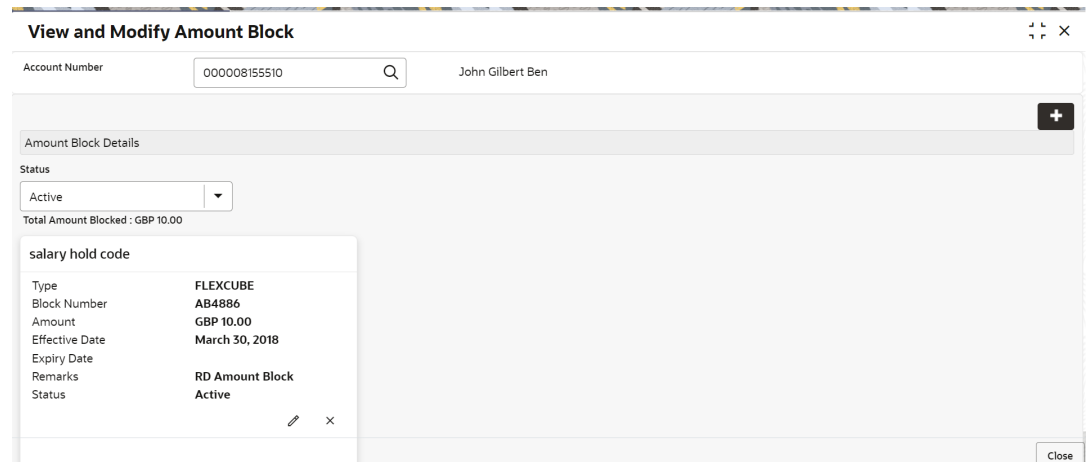 View and Modify Amount Block
Account Number
000008155510
John Gilbert Ben
Amount Block Details
Status
Active
Total Amount Blocked : GBP 10.00
salary hold code
Type FLEXCUBE
Block Number AB4886
Amount GBP 10.00
Effective Date March 30, 2018
Expiry Date
Remarks RD Amount Block
Status Active
Close